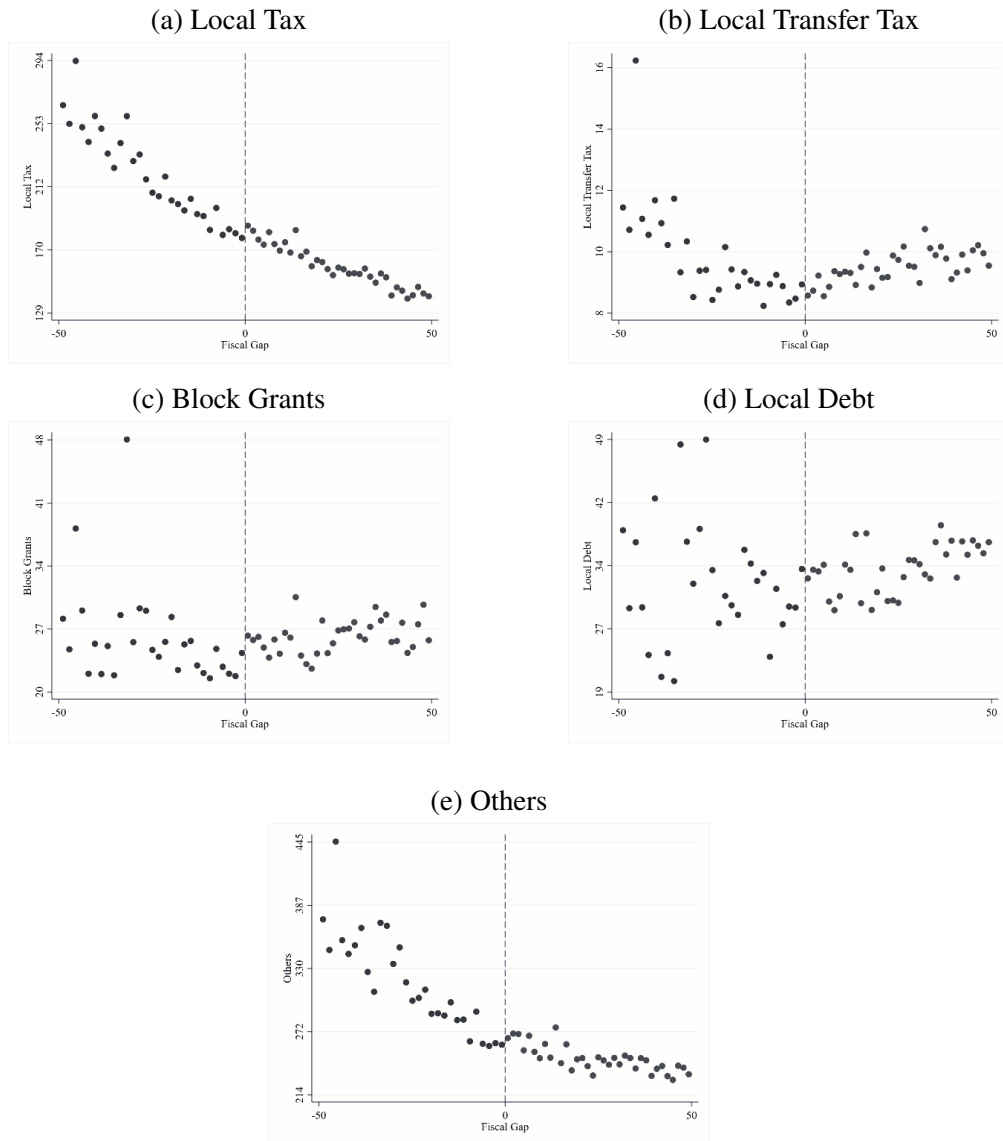 (a) Local Tax
294
253
212
170
129
Local Tax
-50 0 50
Fiscal Gap
(b) Local Transfer Tax
16
14
12
10
8
Local Transfer Tax
-50 0 50
Fiscal Gap
(c) Block Grants
48
41
34
27
20
Block Grants
-50 0 50
Fiscal Gap
(d) Local Debt
49
42
34
27
19
Local Debt
-50 0 50
Fiscal Gap
(e) Others
445
387
330
272
214
Others
-50 0 50
Fiscal Gap